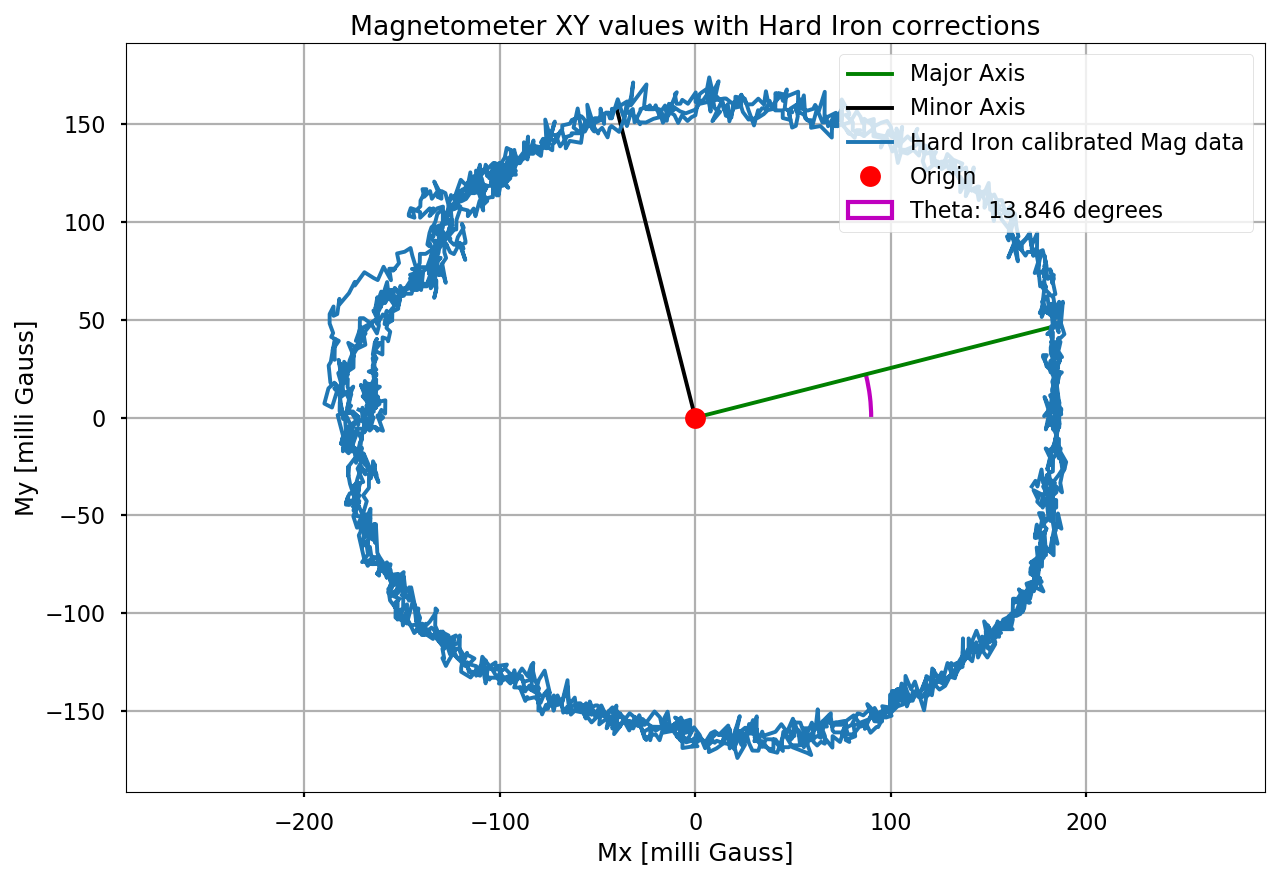 Magnetometer XY values with Hard Iron corrections
Major Axis
Minor Axis
Hard Iron calibrated Mag data
Origin
Theta: 13.846 degrees
150
100
50
0
−50
−100
−150
My [milli Gauss]
−200
−100
0
100
200
Mx [milli Gauss]